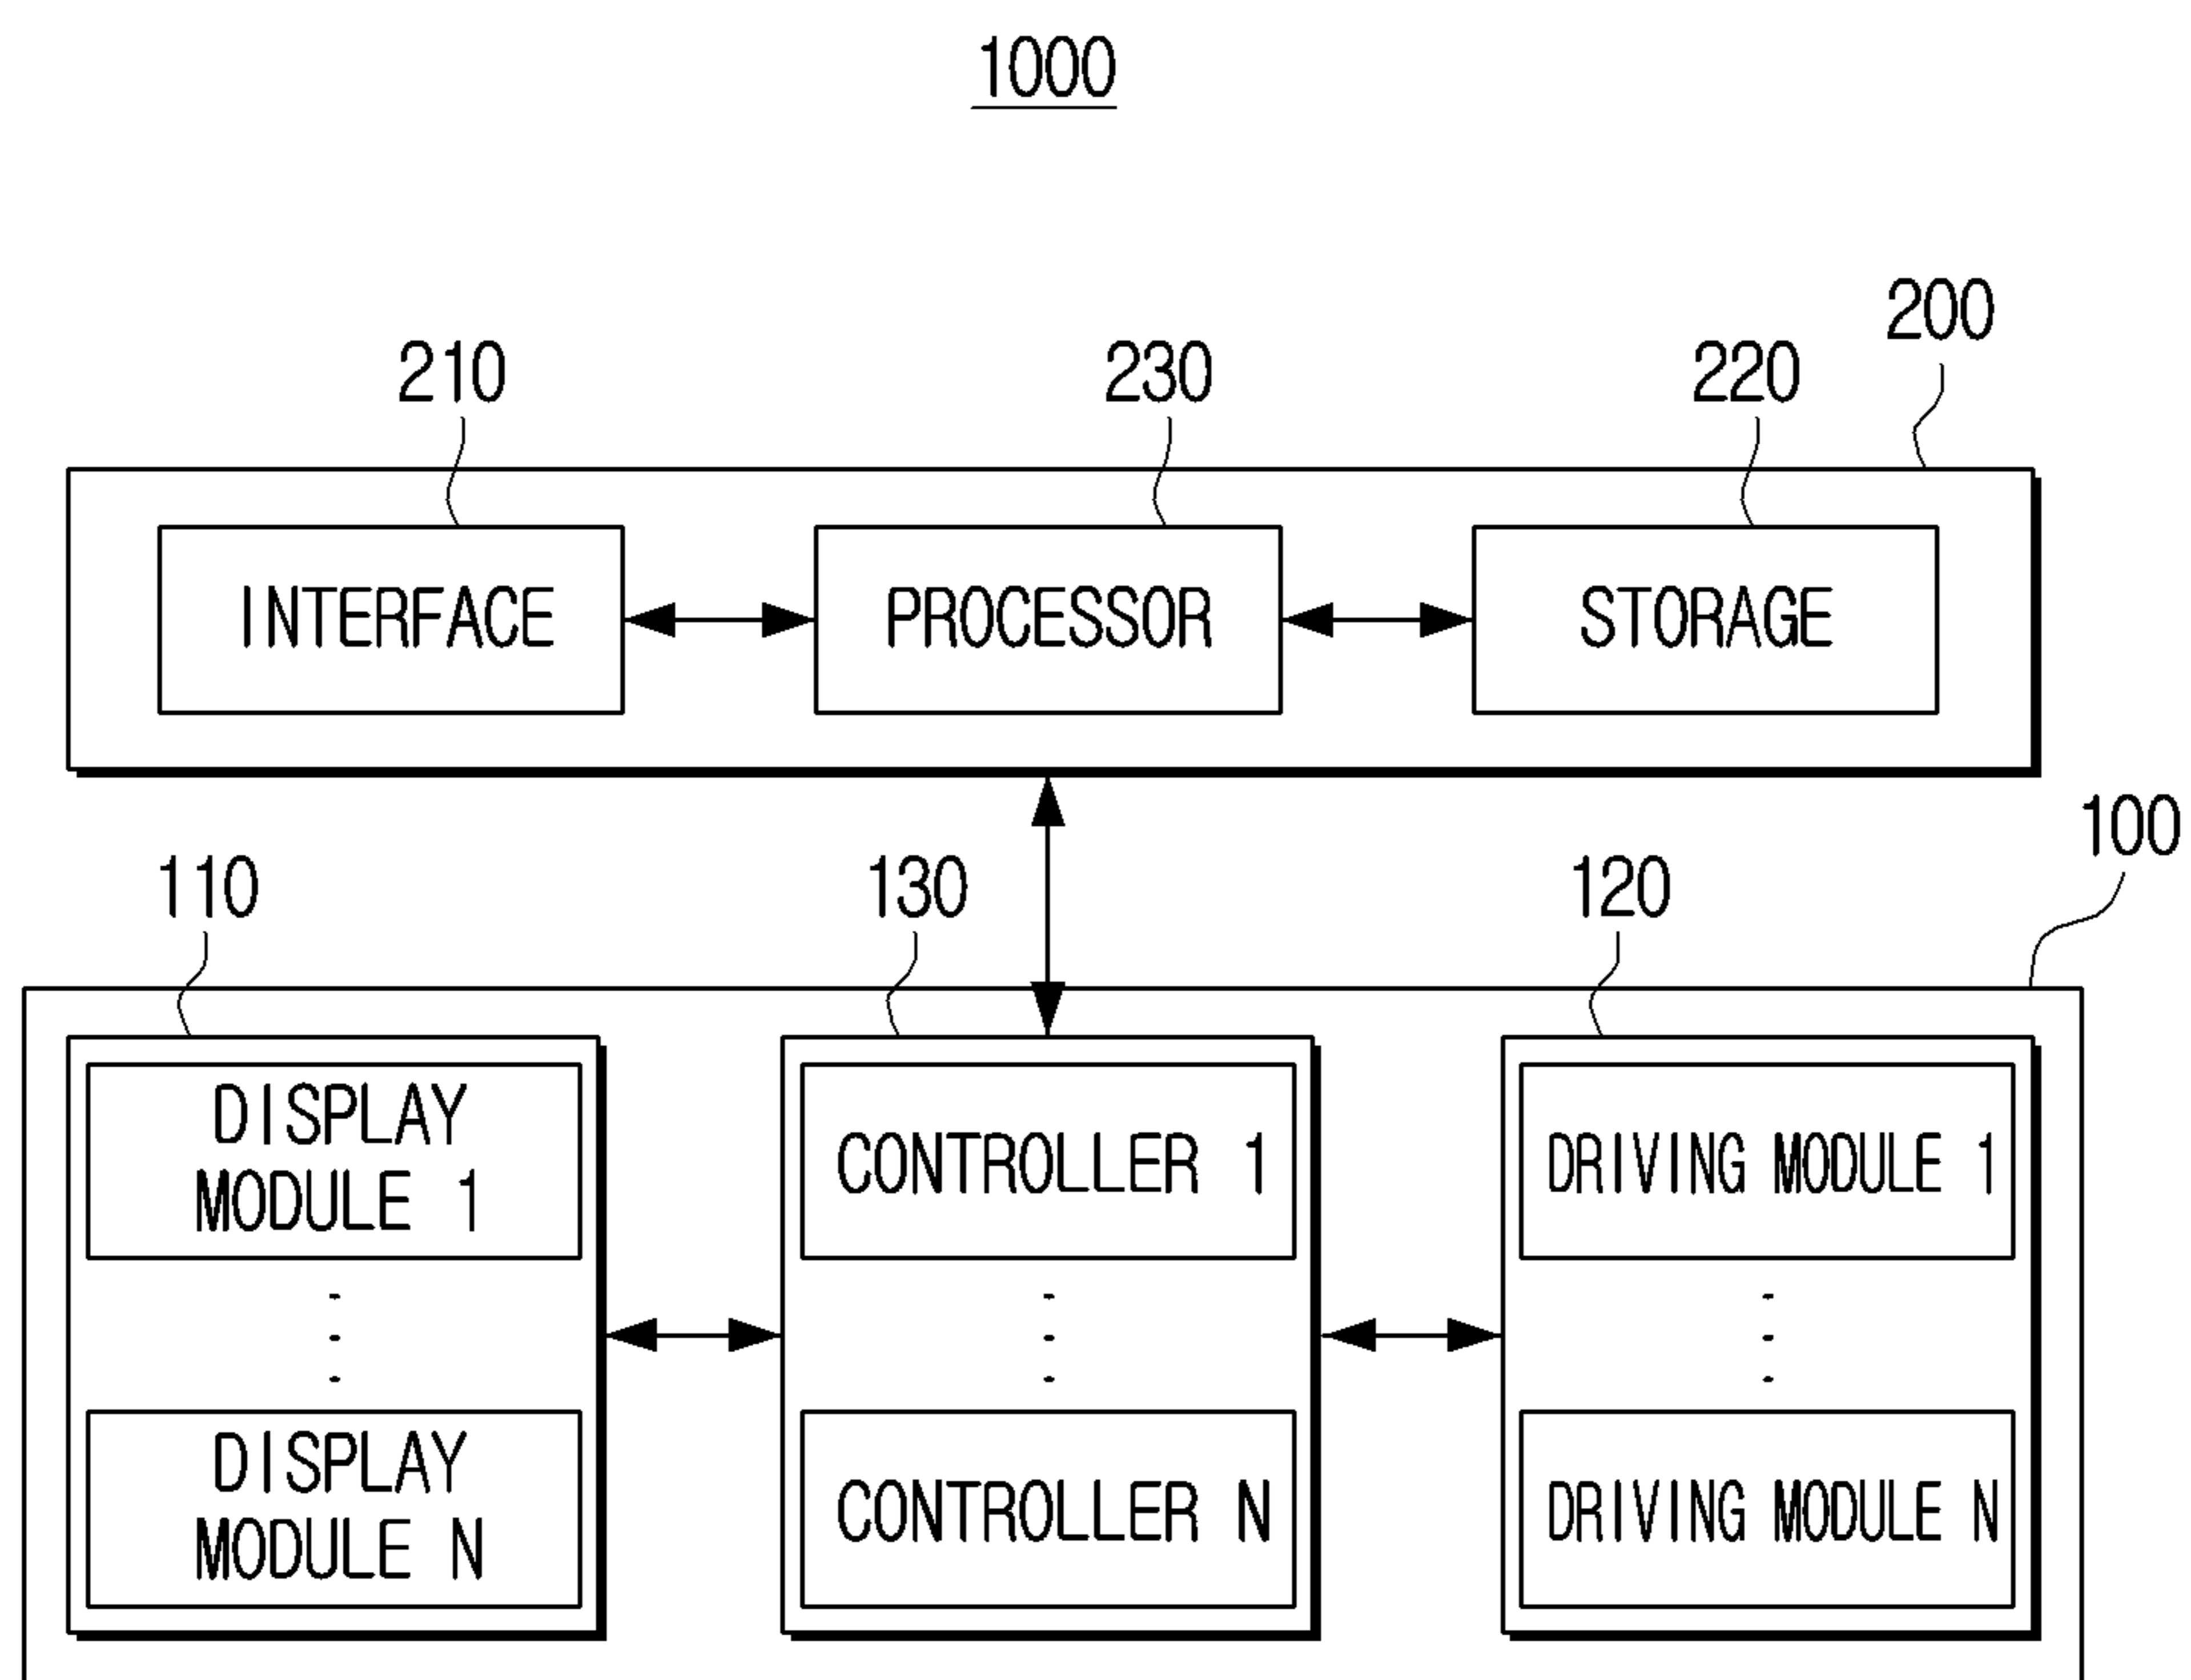 1000
200
210
230
220
INTERFACE
PROCESSOR
STORAGE
100
110
130
120
DISPLAY
MODULE 1
CONTROLLER 1
DRIVING MODULE 1
DISPLAY
MODULE N
CONTROLLER N
DRIVING MODULE N